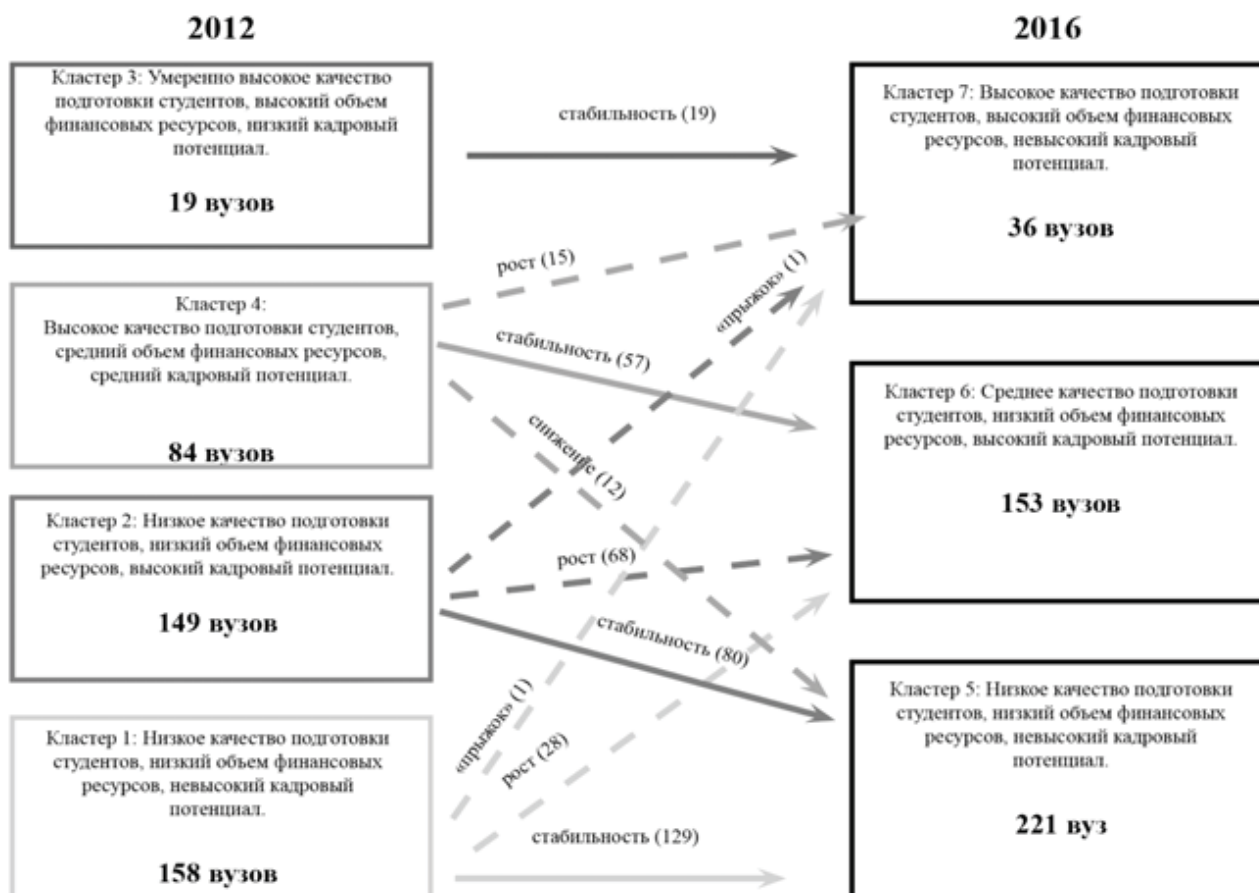 2012
2016
Кластер 3: Умеренно высокое качество
подготовки студентов, высокий объем
финансовых ресурсов, низкий кадровый
потенциал.
19 вузов
стабильность (19)
Кластер 7: Высокое качество подготовки
студентов, высокий объем финансовых
ресурсов, невысокий кадровый
потенциал.
36 вузов
рост (15)
«прыжок» (1)
Кластер 4:
Высокое качество подготовки студентов,
средний объем финансовых ресурсов,
средний кадровый потенциал.
84 вузов
стабильность (57)
снижение (12)
Кластер 6: Среднее качество подготовки
студентов, низкий объем финансовых
ресурсов, высокий кадровый потенциал.
153 вузов
Кластер 2: Низкое качество подготовки
студентов, низкий объем финансовых
ресурсов, высокий кадровый потенциал.
149 вузов
рост (68)
стабильность (80)
Кластер 5: Низкое качество подготовки
студентов, низкий объем финансовых
ресурсов, невысокий кадровый
потенциал.
221 вуз
Кластер 1: Низкое качество подготовки
студентов, низкий объем финансовых
ресурсов, невысокий кадровый
потенциал.
158 вузов
«прыжок» (1)
рост (28)
стабильность (129)